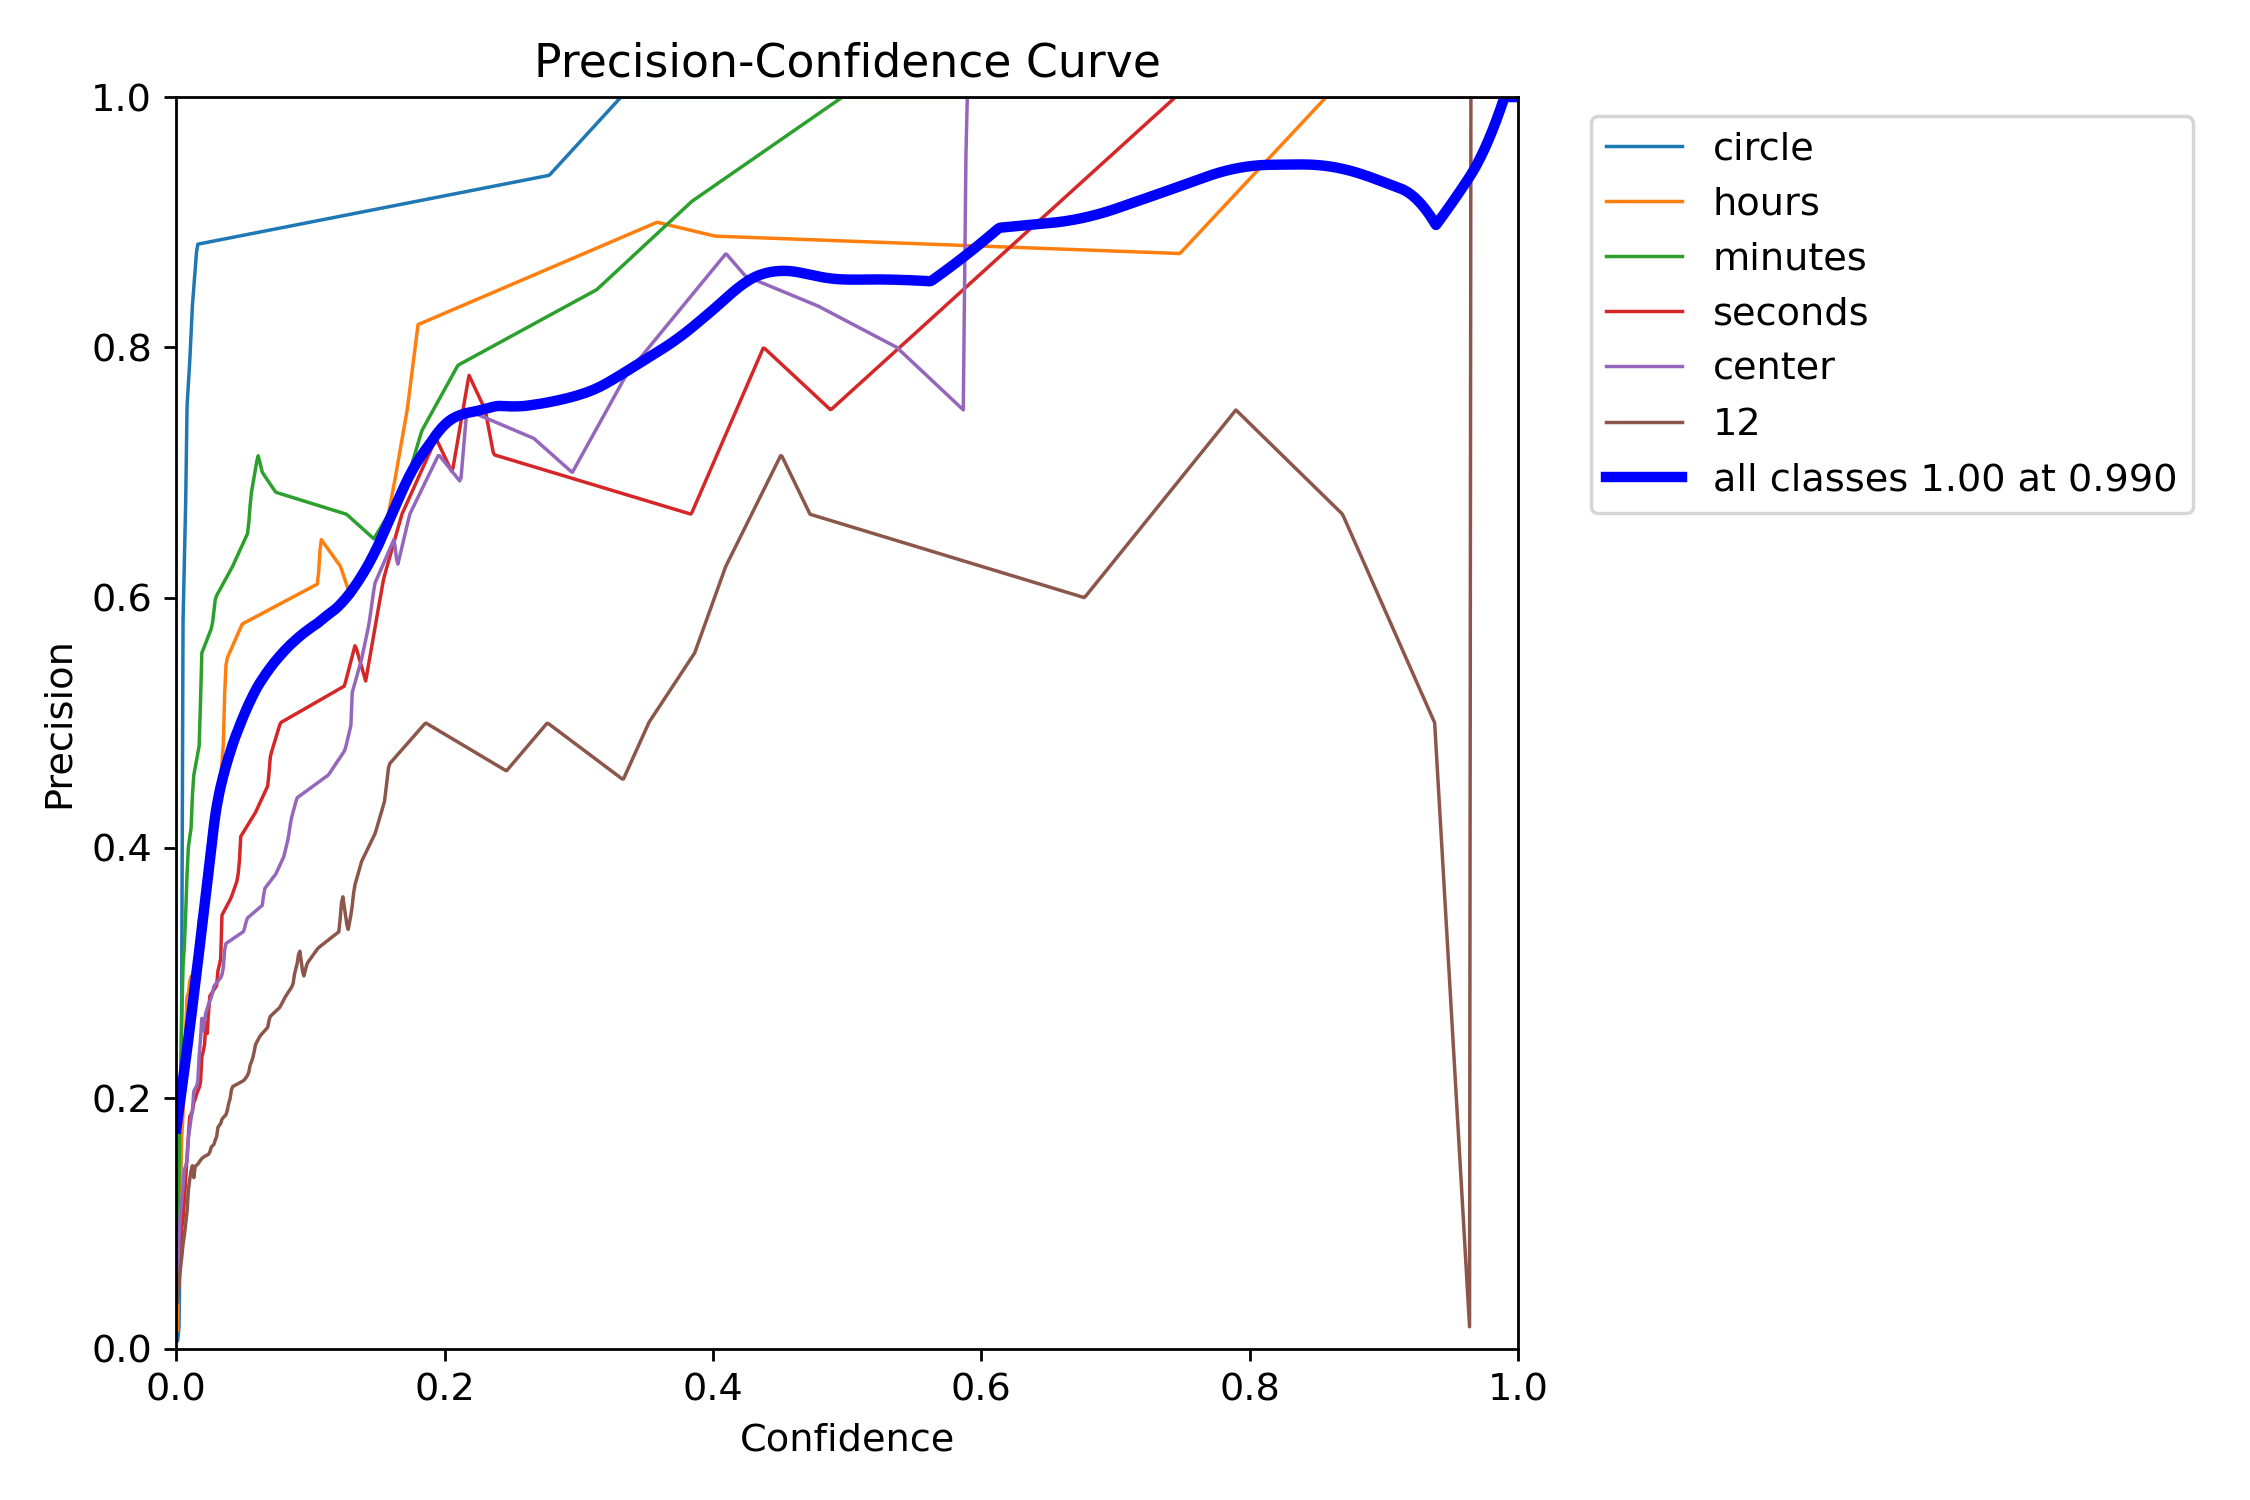 Precision-Confidence Curve
1.0
0.8
0.6
0.4
0.2
0.0
Precision
0.0 0.2 0.4 0.6 0.8 1.0
Confidence
circle
hours
minutes
seconds
center
12
all classes 1.00 at 0.990